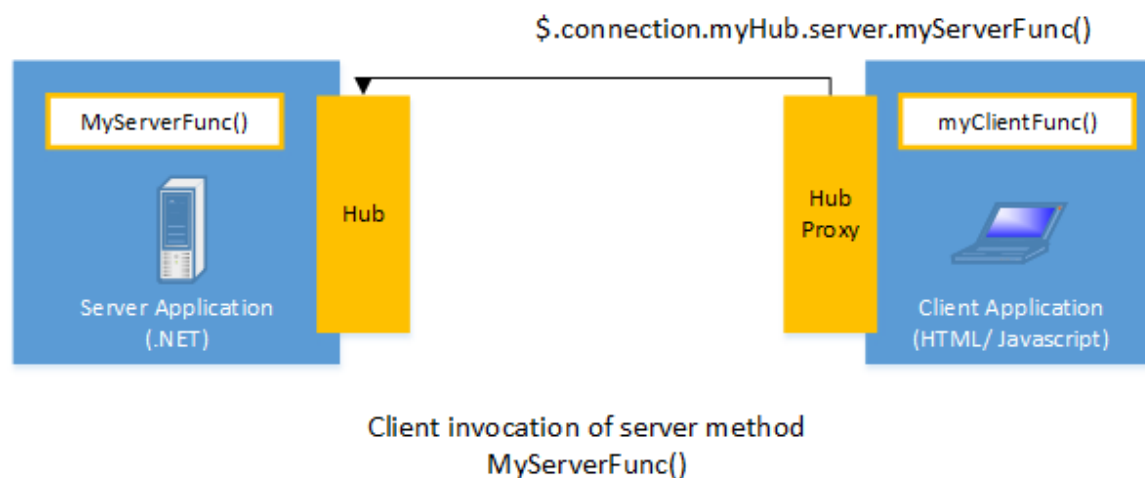 $.connection.myHub.server.myServerFunc()
MyServerFunc()
myClientFunc()
Hub
Hub
Proxy
Server Application
(.NET)
Client Application
(HTML/ Javascript)
Client invocation of server method
MyServerFunc()